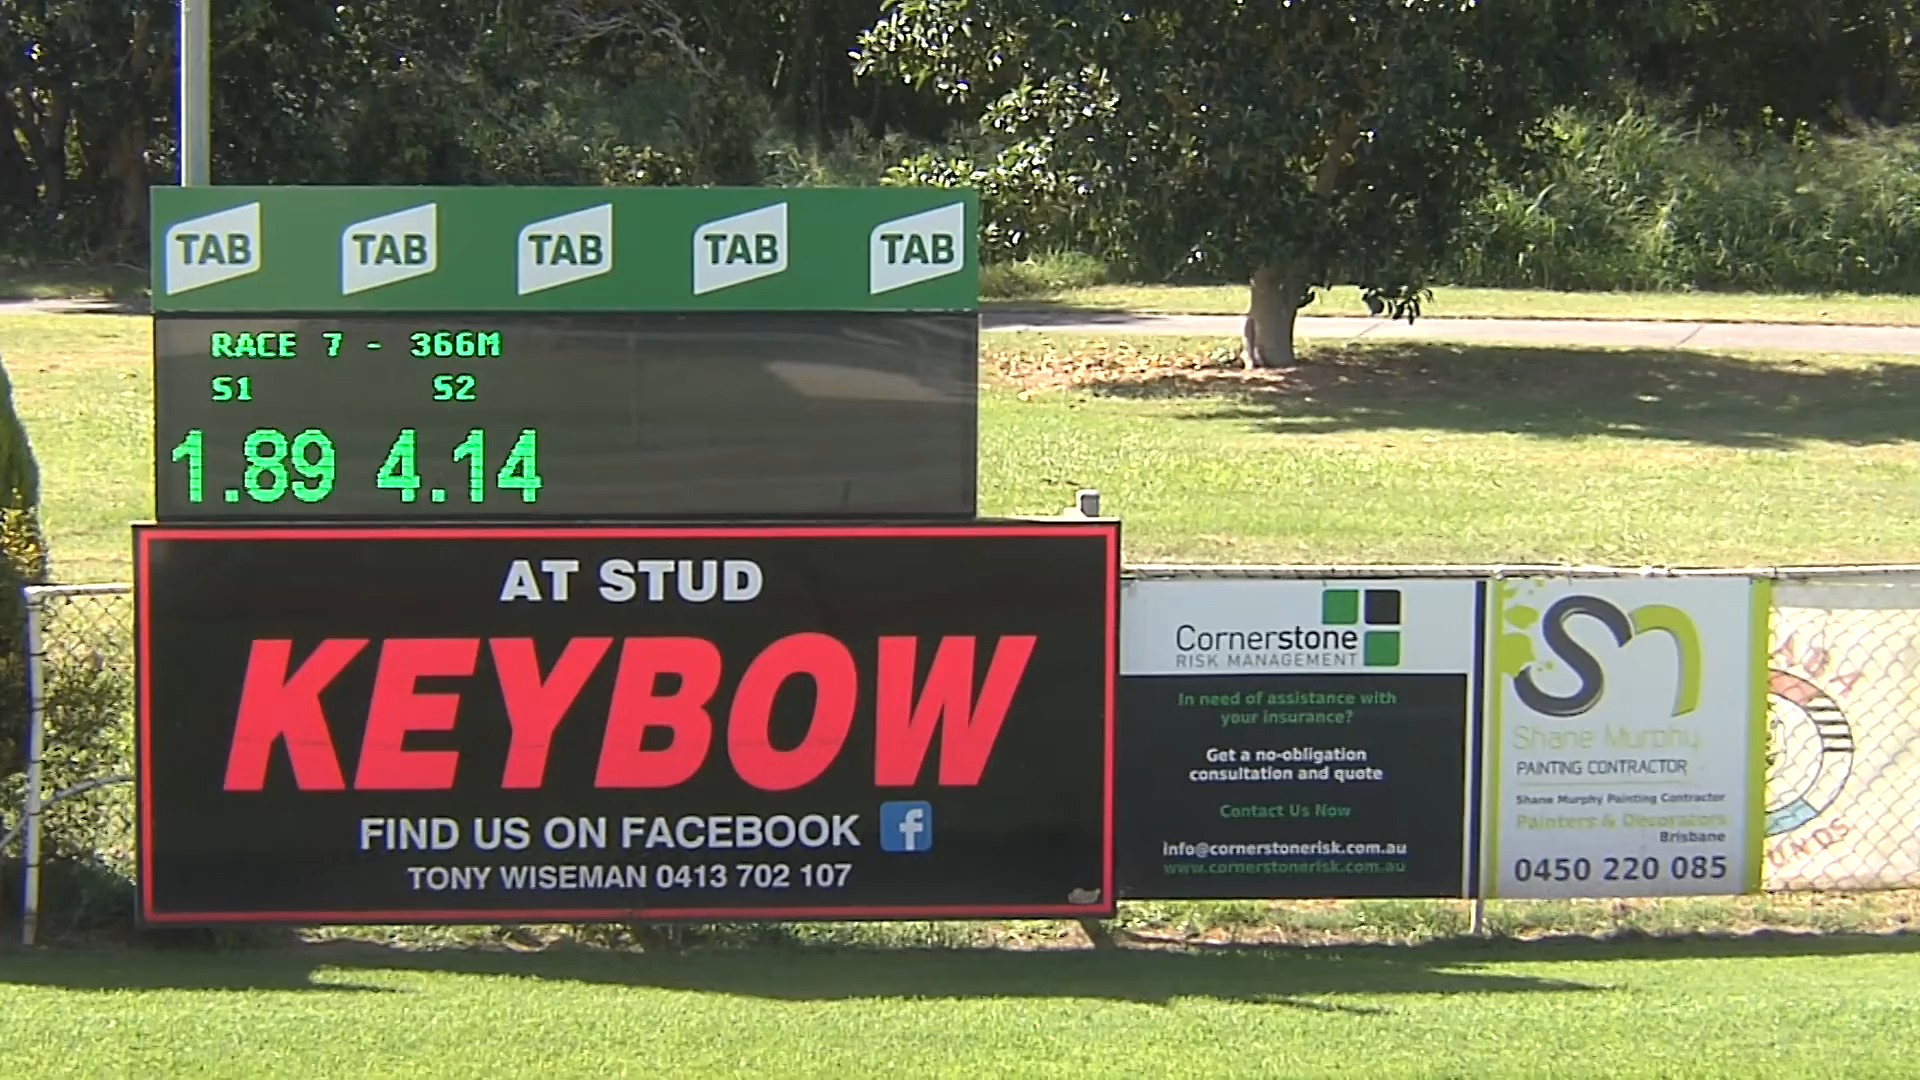 TAB TAB TAB TAB TAB
RACE 7 - 366M
S1 S2
1.89 4.14
AT STUD
KEYBOW
FIND US ON FACEBOOK f
TONY WISEMAN 0413 702 107
Cornerstone
RISK MANAGEMENT
In need of assistance with
your insurance?
Get a no-obligation
consultation and quote
Contact Us Now
info@cornerstonerisk.com.au
www.cornerstonerisk.com.au
sm
Shane Murphy
PAINTING CONTRACTOR
Shane Murphy Painting Contractor
Painters & Decorators
Brisbane
0450 220 085